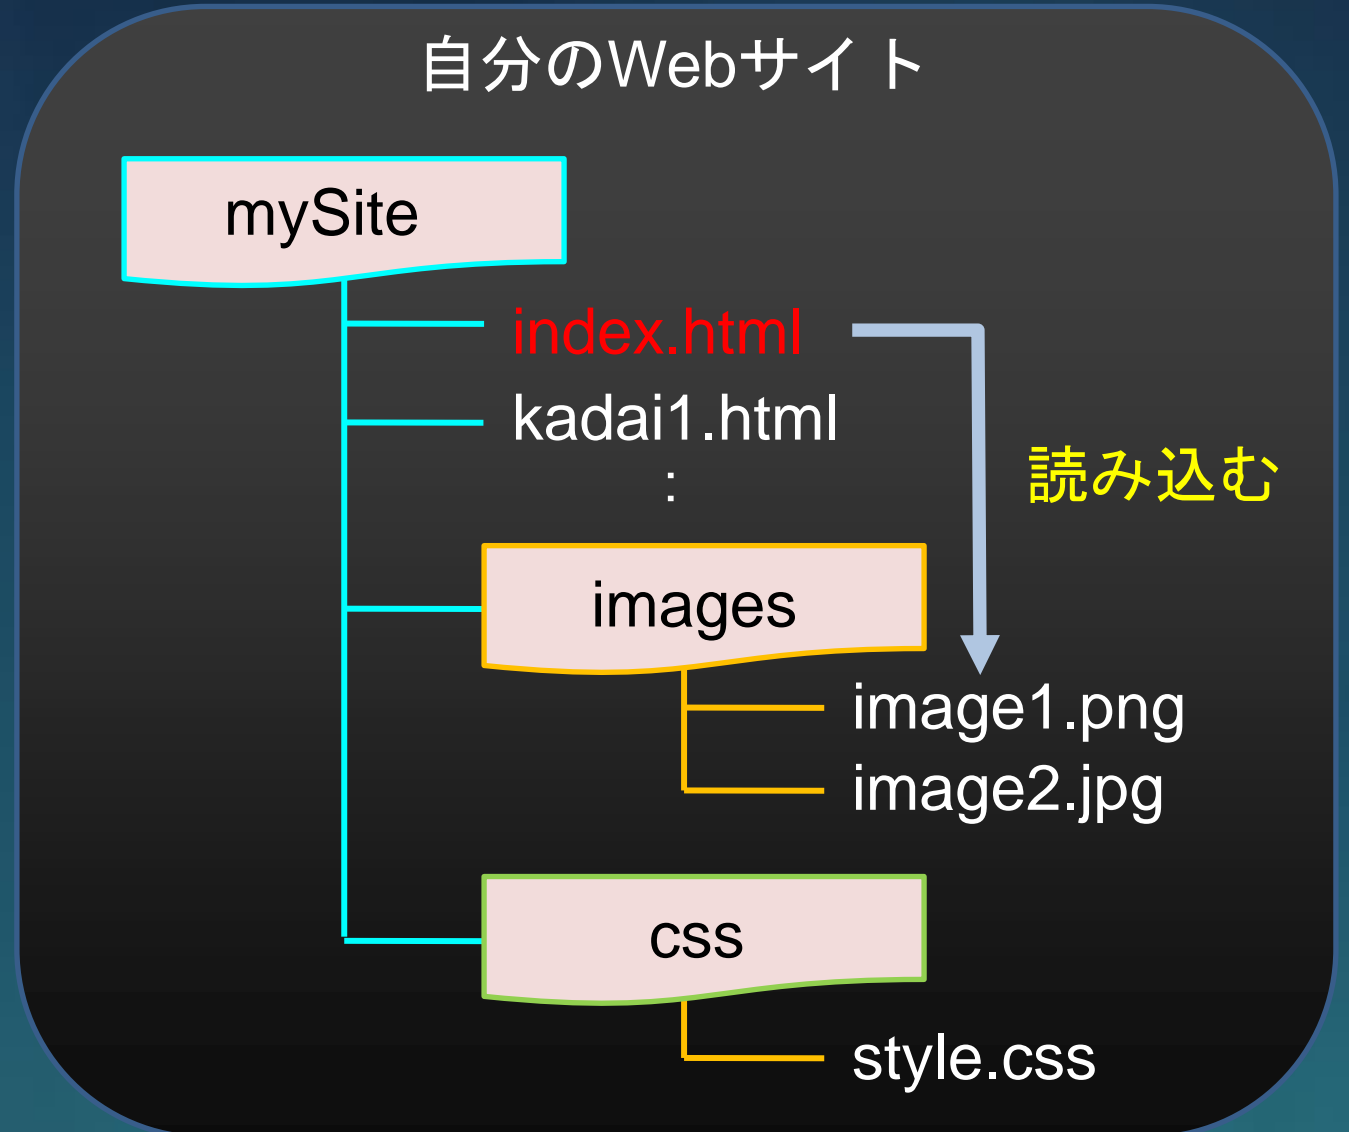 自分のWebサイト
mySite
index.html
kadai1.html
:
読み込む
images
image1.png
image2.jpg
css
style.css